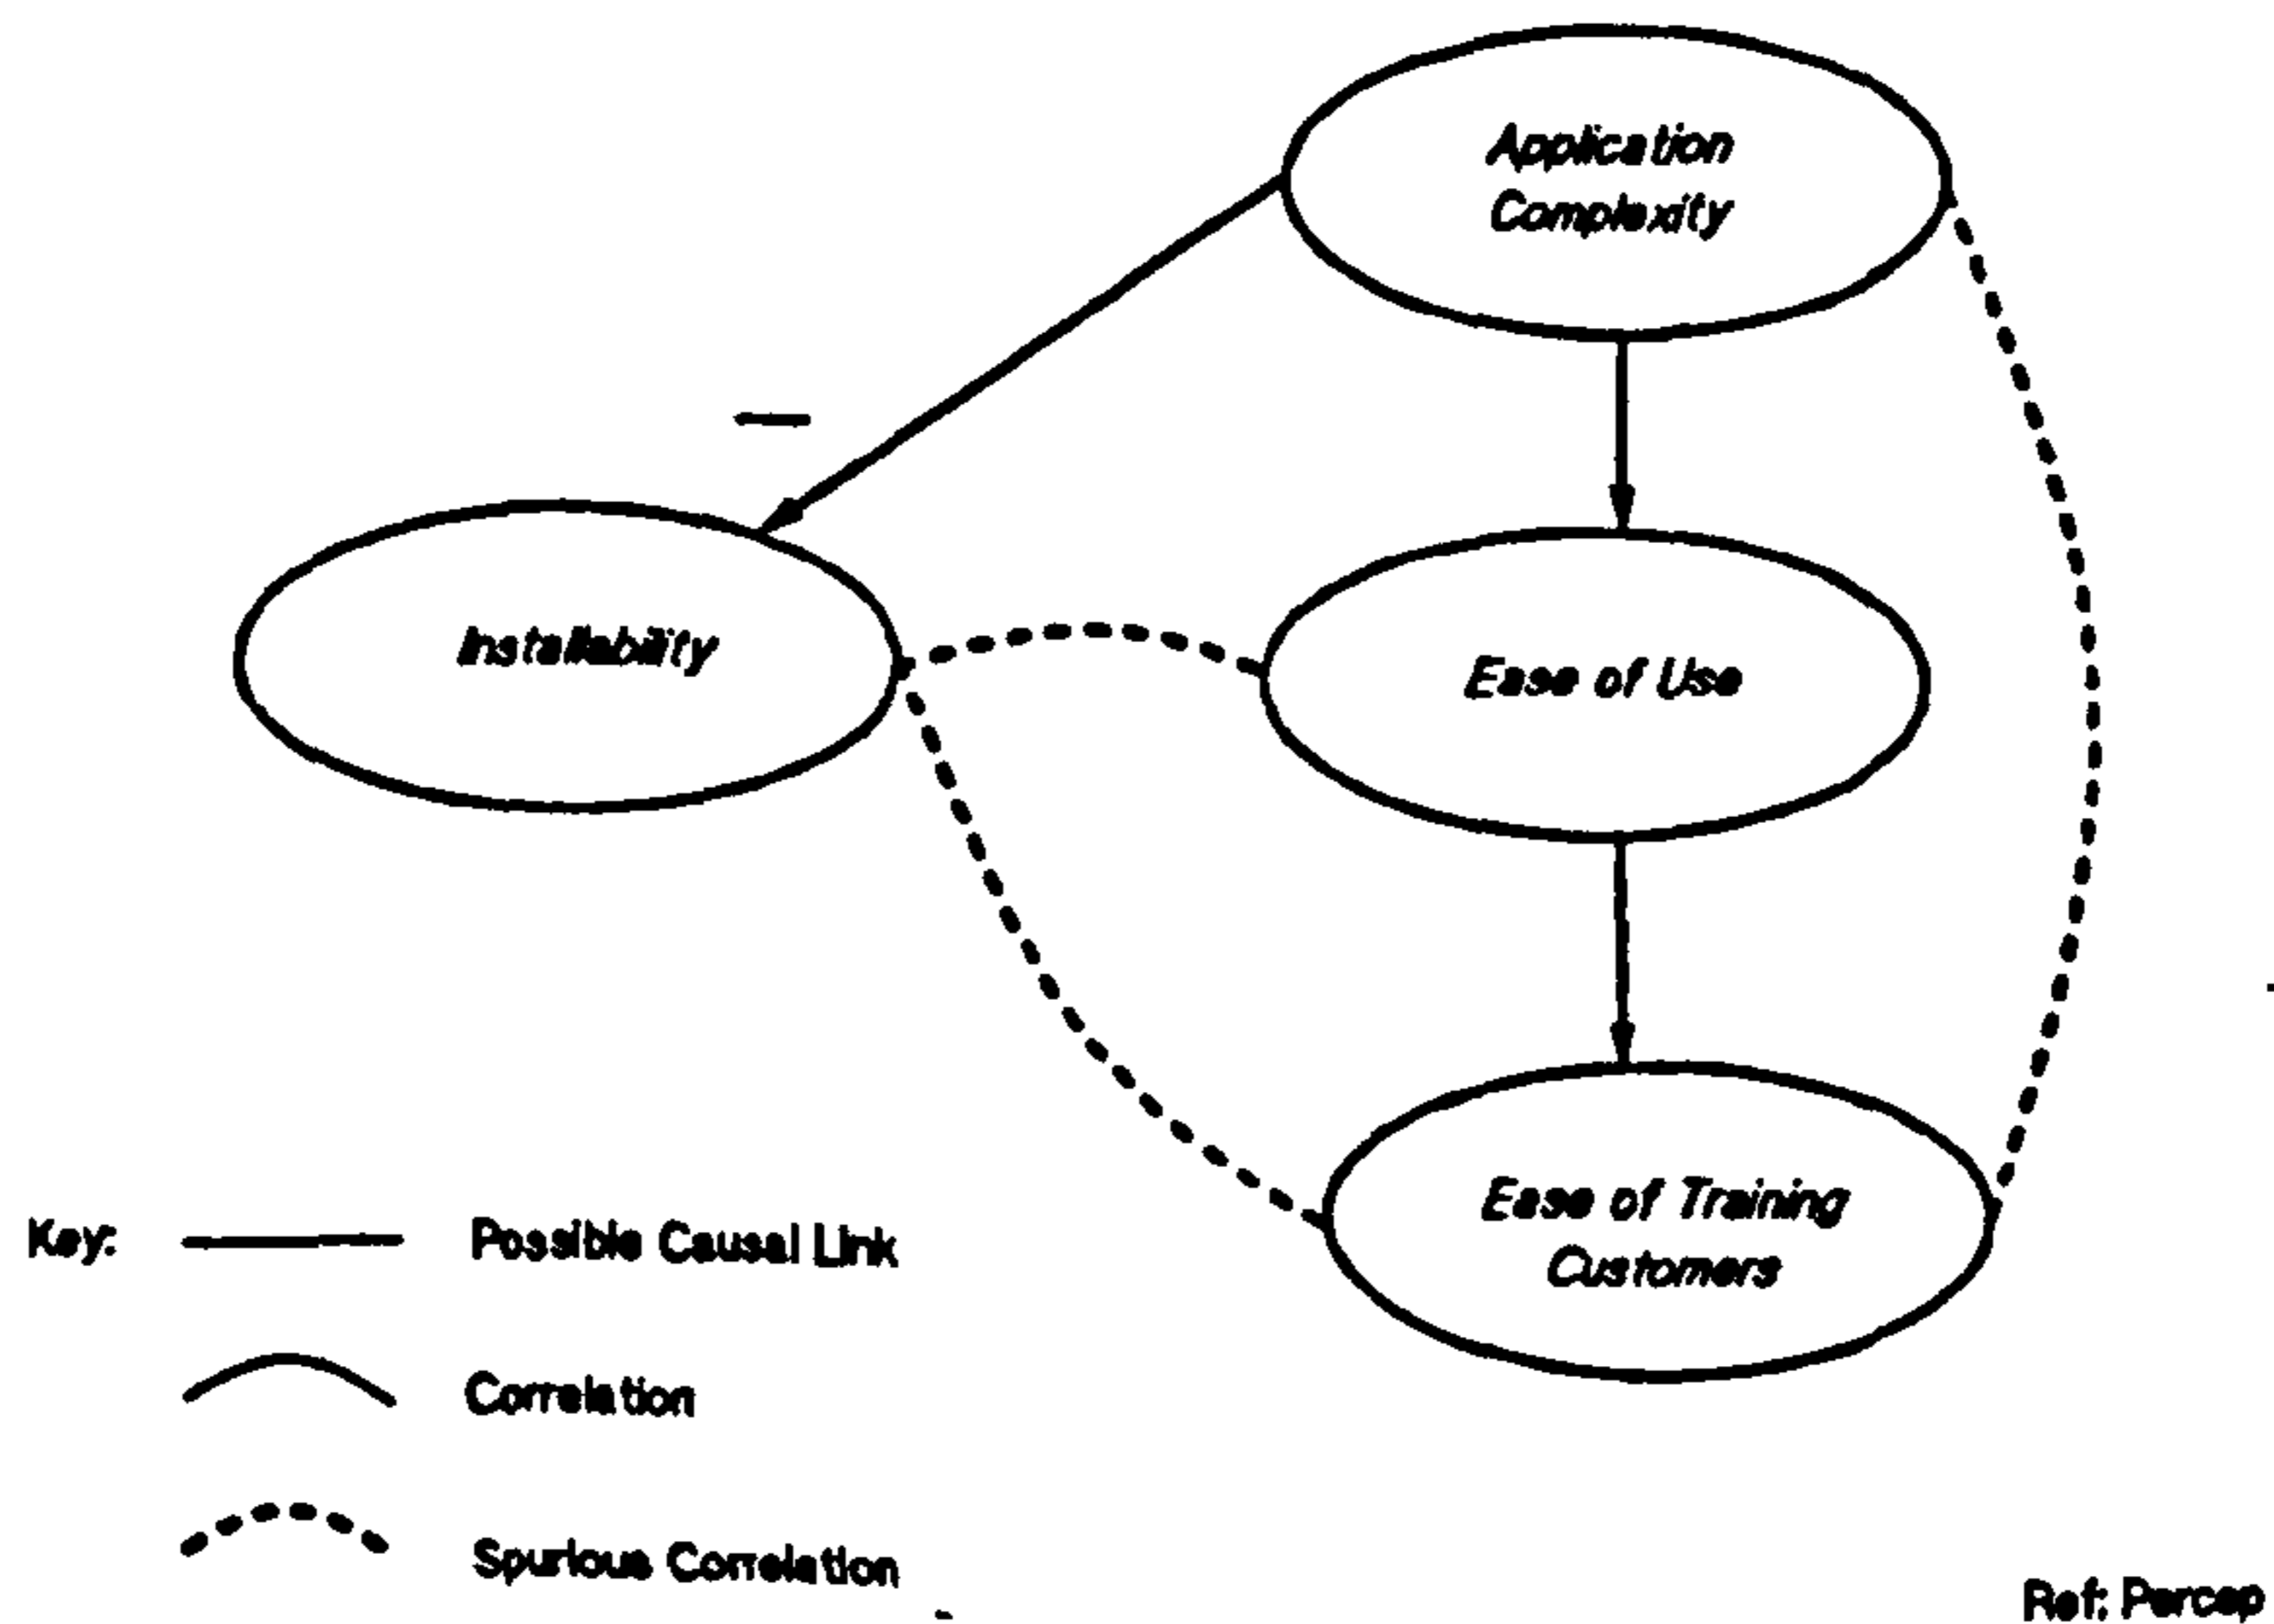 Application
Complexity
Installability
Ease of Use
Ease of Training
Customers
Key:
Possible Causal Link
Correlation
Spurious Correlation
Ref: Percep